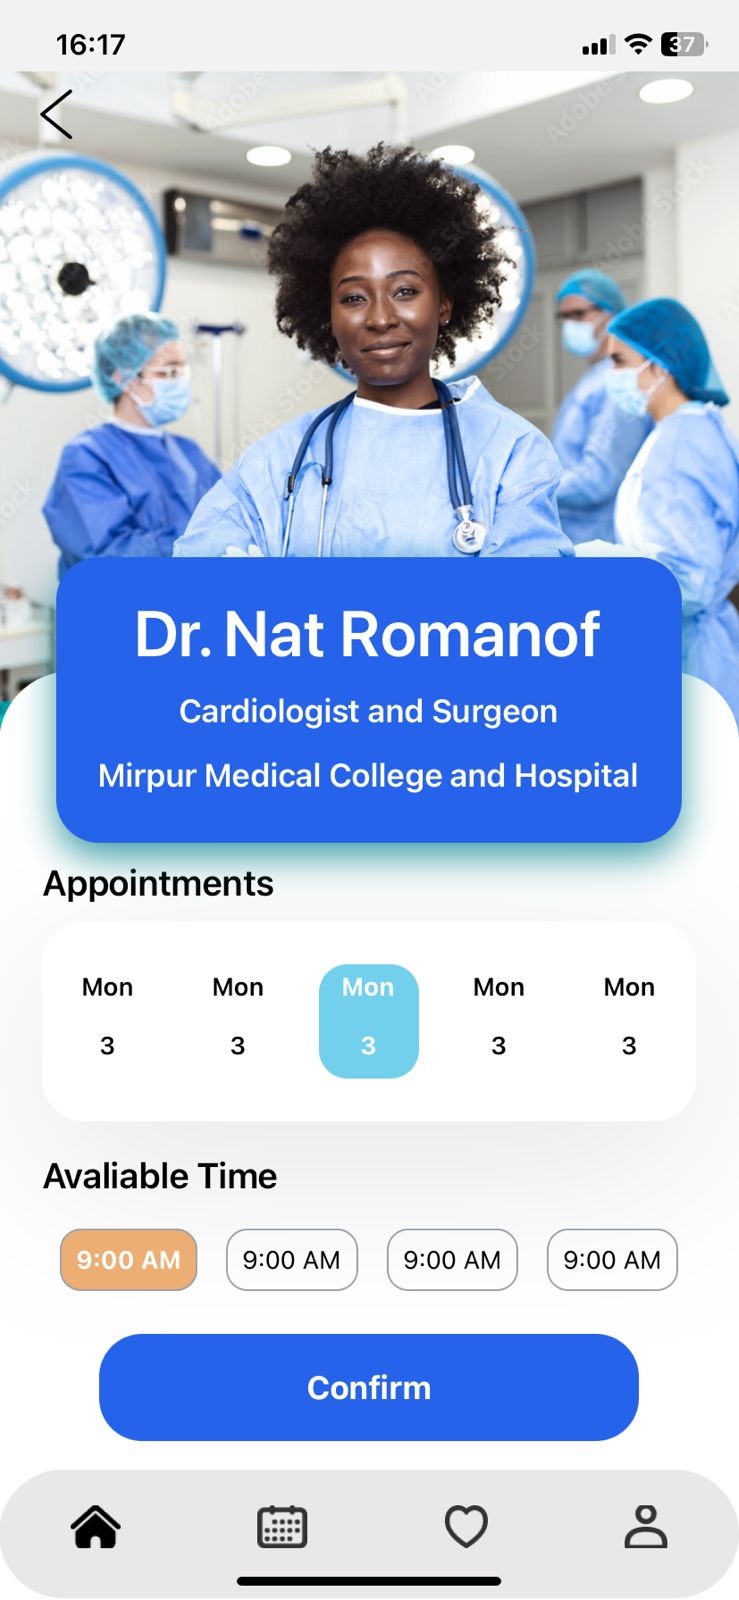 16:17
37
Adobe Stock
Dr. Nat Romanof
Cardiologist and Surgeon
Mirpur Medical College and Hospital
Appointments
Mon Mon Mon Mon Mon
3 3 3 3 3
Avaliable Time
9:00 AM 9:00 AM 9:00 AM 9:00 AM
Confirm